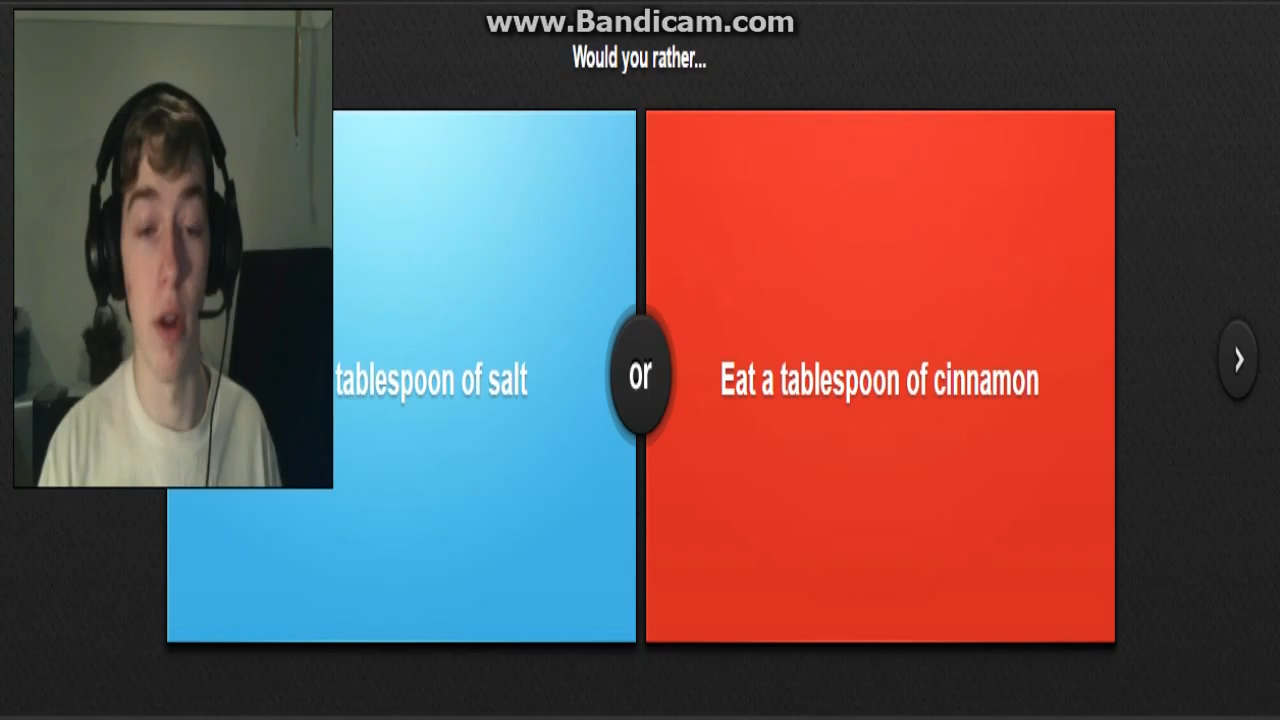 www.Bandicam.com
Would you rather...
tablespoon of salt
or
Eat a tablespoon of cinnamon